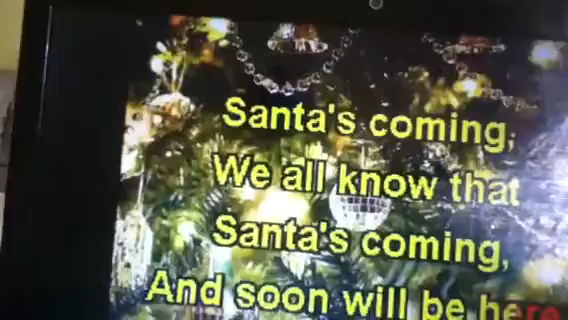 Santa's coming,
We all know that
Santa's coming,
And soon will be here